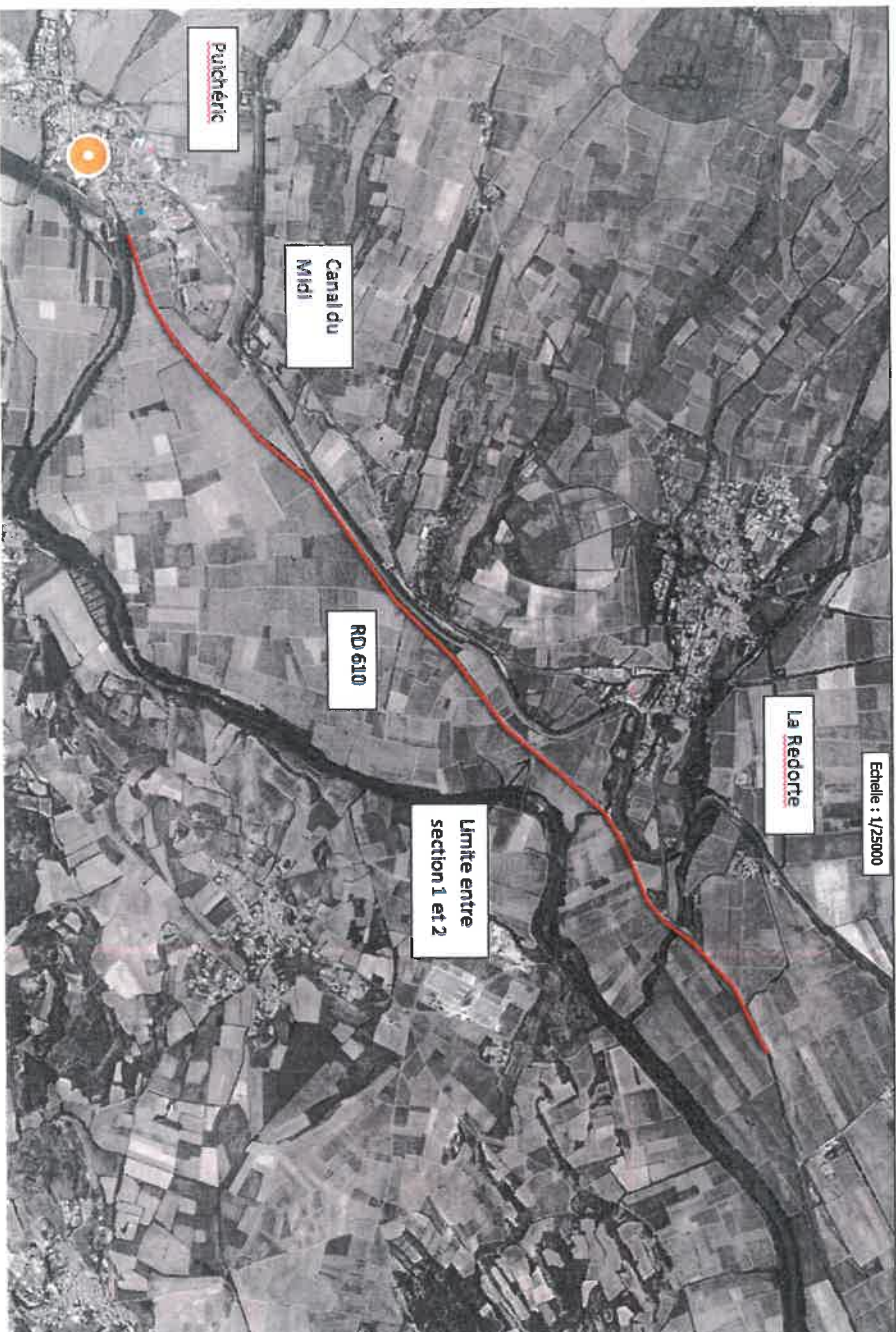 Echelle : 1/25000
La Redorte
Limite entre
section 1 et 2
RD 610
Canal du
Midi
Puichéric